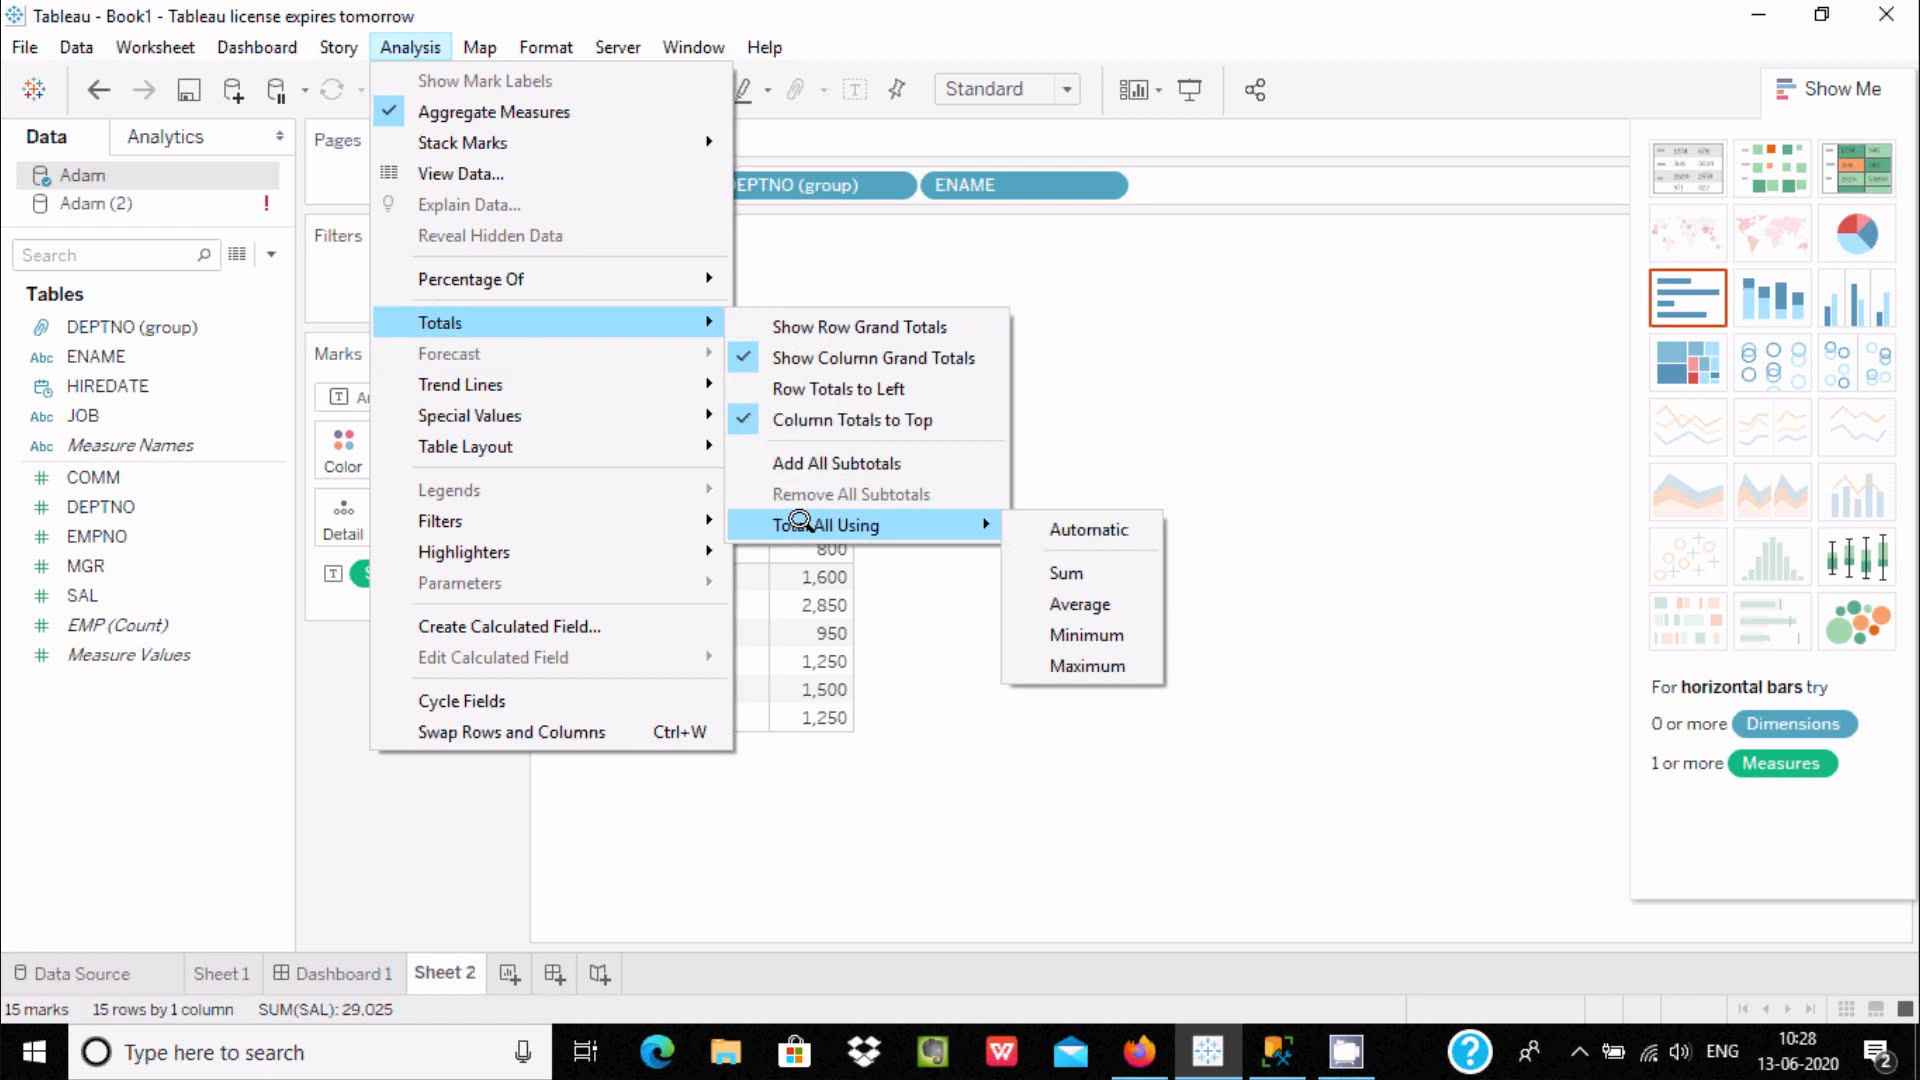 Tableau - Book1 - Tableau license expires tomorrow
File Data Worksheet Dashboard Story Analysis Map Format Server Window Help
Standard
Show Me
Data
Analytics
Adam
Adam (2) !
Search
Tables
DEPTNO (group)
Abc ENAME
HIREDATE
Abc JOB
Abc Measure Names
# COMM
# DEPTNO
# EMPNO
# MGR
# SAL
# EMP (Count)
# Measure Values
Pages
Filters
Marks
Color
Detail
Show Mark Labels
Aggregate Measures
Stack Marks
View Data...
Explain Data...
Reveal Hidden Data
Percentage Of
Totals
Forecast
Trend Lines
Special Values
Table Layout
Legends
Filters
Highlighters
Parameters
Create Calculated Field...
Edit Calculated Field
Cycle Fields
Swap Rows and Columns Ctrl+W
Show Row Grand Totals
Show Column Grand Totals
Row Totals to Left
Column Totals to Top
Add All Subtotals
Remove All Subtotals
Total All Using
Automatic
Sum
Average
Minimum
Maximum
DEPTNO (group)
ENAME
800
1,600
2,850
950
1,250
1,500
1,250
For horizontal bars try
0 or more Dimensions
1 or more Measures
Data Source
Sheet 1
Dashboard 1
Sheet 2
15 marks 15 rows by 1 column SUM(SAL): 29,025
Type here to search
ENG
10:28
13-06-2020
2